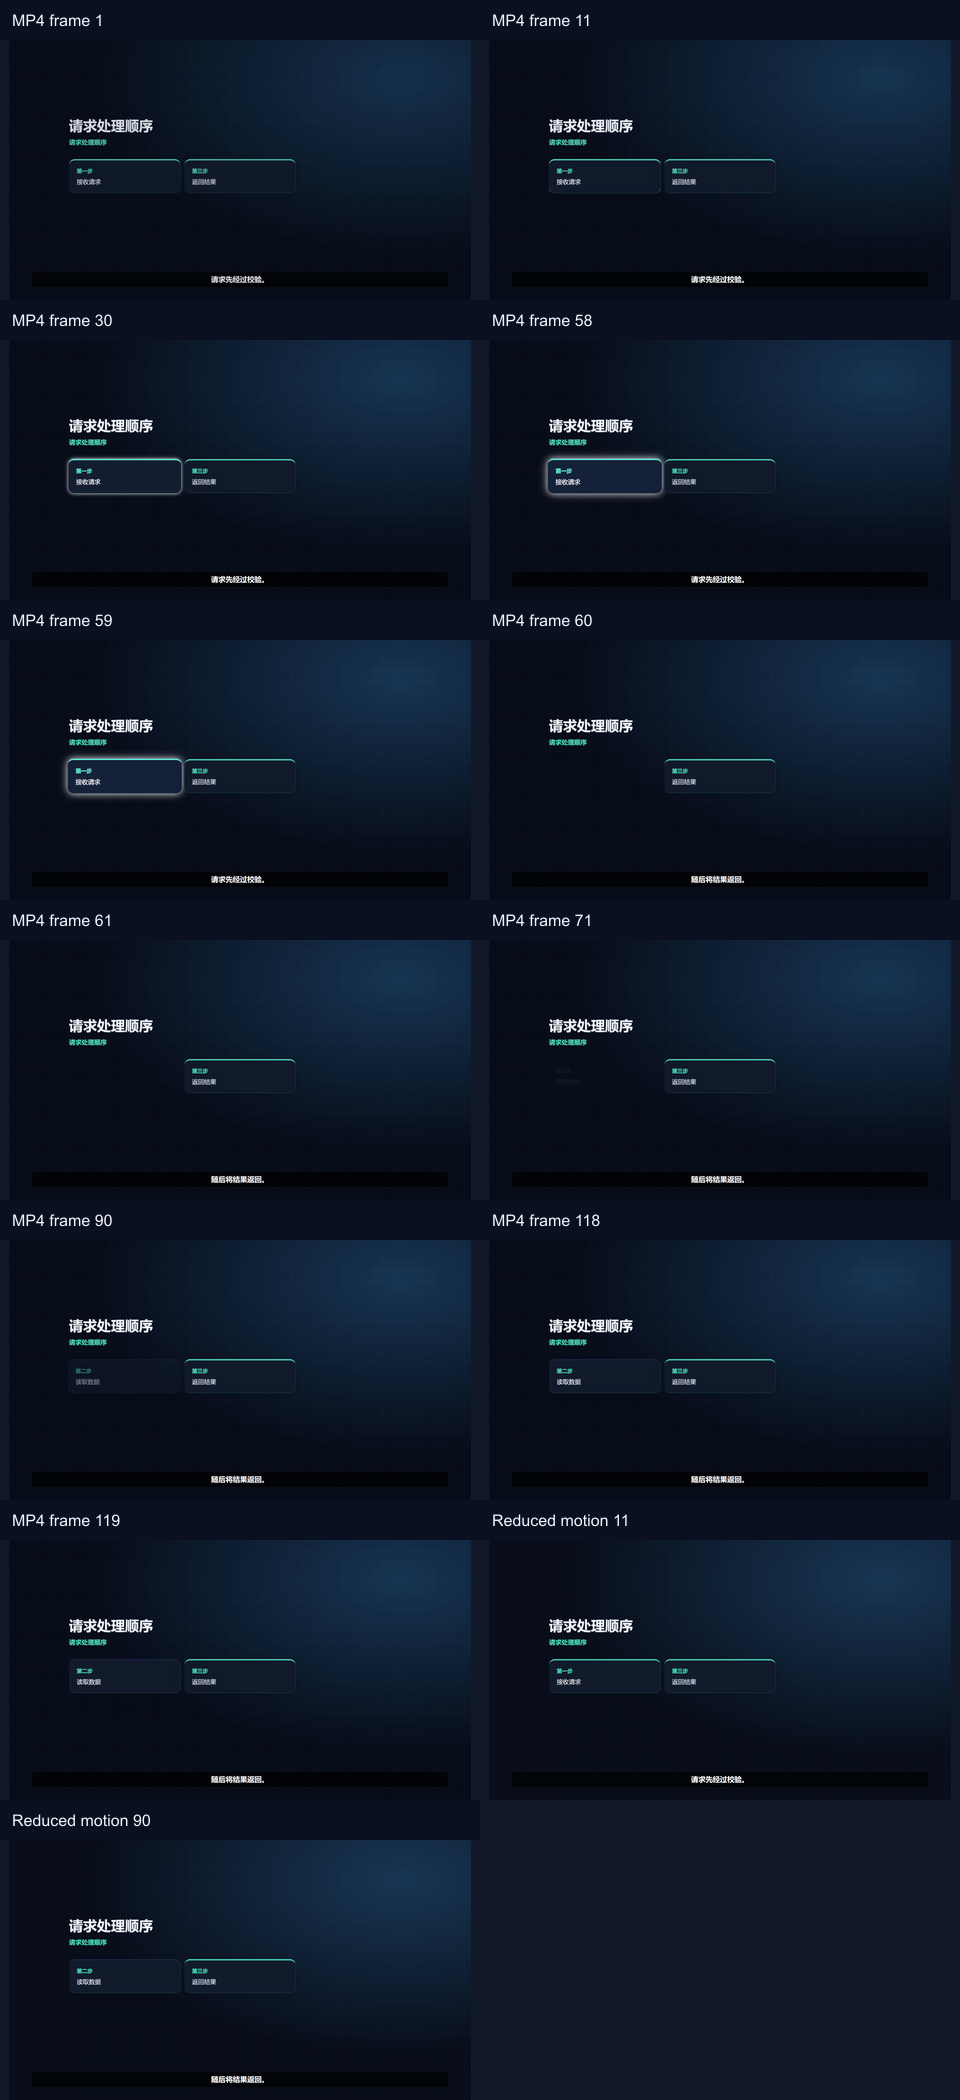 MP4 frame 1
请求处理顺序
请求处理顺序
第一步
接收请求
第三步
返回结果
请求先经过校验。
MP4 frame 11
请求处理顺序
请求处理顺序
第一步
接收请求
第三步
返回结果
请求先经过校验。
MP4 frame 30
请求处理顺序
请求处理顺序
第一步
接收请求
第三步
返回结果
请求先经过校验。
MP4 frame 58
请求处理顺序
请求处理顺序
第一步
接收请求
第三步
返回结果
请求先经过校验。
MP4 frame 59
请求处理顺序
请求处理顺序
第一步
接收请求
第三步
返回结果
请求先经过校验。
MP4 frame 60
请求处理顺序
请求处理顺序
第三步
返回结果
随后将结果返回。
MP4 frame 61
请求处理顺序
请求处理顺序
第三步
返回结果
随后将结果返回。
MP4 frame 71
请求处理顺序
请求处理顺序
第三步
返回结果
随后将结果返回。
MP4 frame 90
请求处理顺序
请求处理顺序
第二步
读取数据
第三步
返回结果
随后将结果返回。
MP4 frame 118
请求处理顺序
请求处理顺序
第二步
读取数据
第三步
返回结果
随后将结果返回。
MP4 frame 119
请求处理顺序
请求处理顺序
第二步
读取数据
第三步
返回结果
随后将结果返回。
Reduced motion 11
请求处理顺序
请求处理顺序
第一步
接收请求
第三步
返回结果
请求先经过校验。
Reduced motion 90
请求处理顺序
请求处理顺序
第二步
读取数据
第三步
返回结果
随后将结果返回。